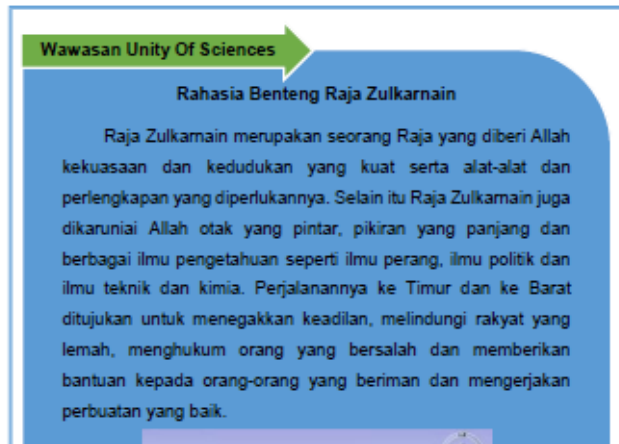 Wawasan Unity Of Sciences
Rahasia Benteng Raja Zulkarnain
Raja Zulkarnain merupakan seorang Raja yang diberi Allah
kekuasaan dan kedudukan yang kuat serta alat-alat dan
perlengkapan yang diperlukannya. Selain itu Raja Zulkarnain juga
dikaruniai Allah otak yang pintar, pikiran yang panjang dan
berbagai ilmu pengetahuan seperti ilmu perang, ilmu politik dan
ilmu teknik dan kimia. Perjalanannya ke Timur dan ke Barat
ditujukan untuk menegakkan keadilan, melindungi rakyat yang
lemah, menghukum orang yang bersalah dan memberikan
bantuan kepada orang-orang yang beriman dan mengerjakan
perbuatan yang baik.